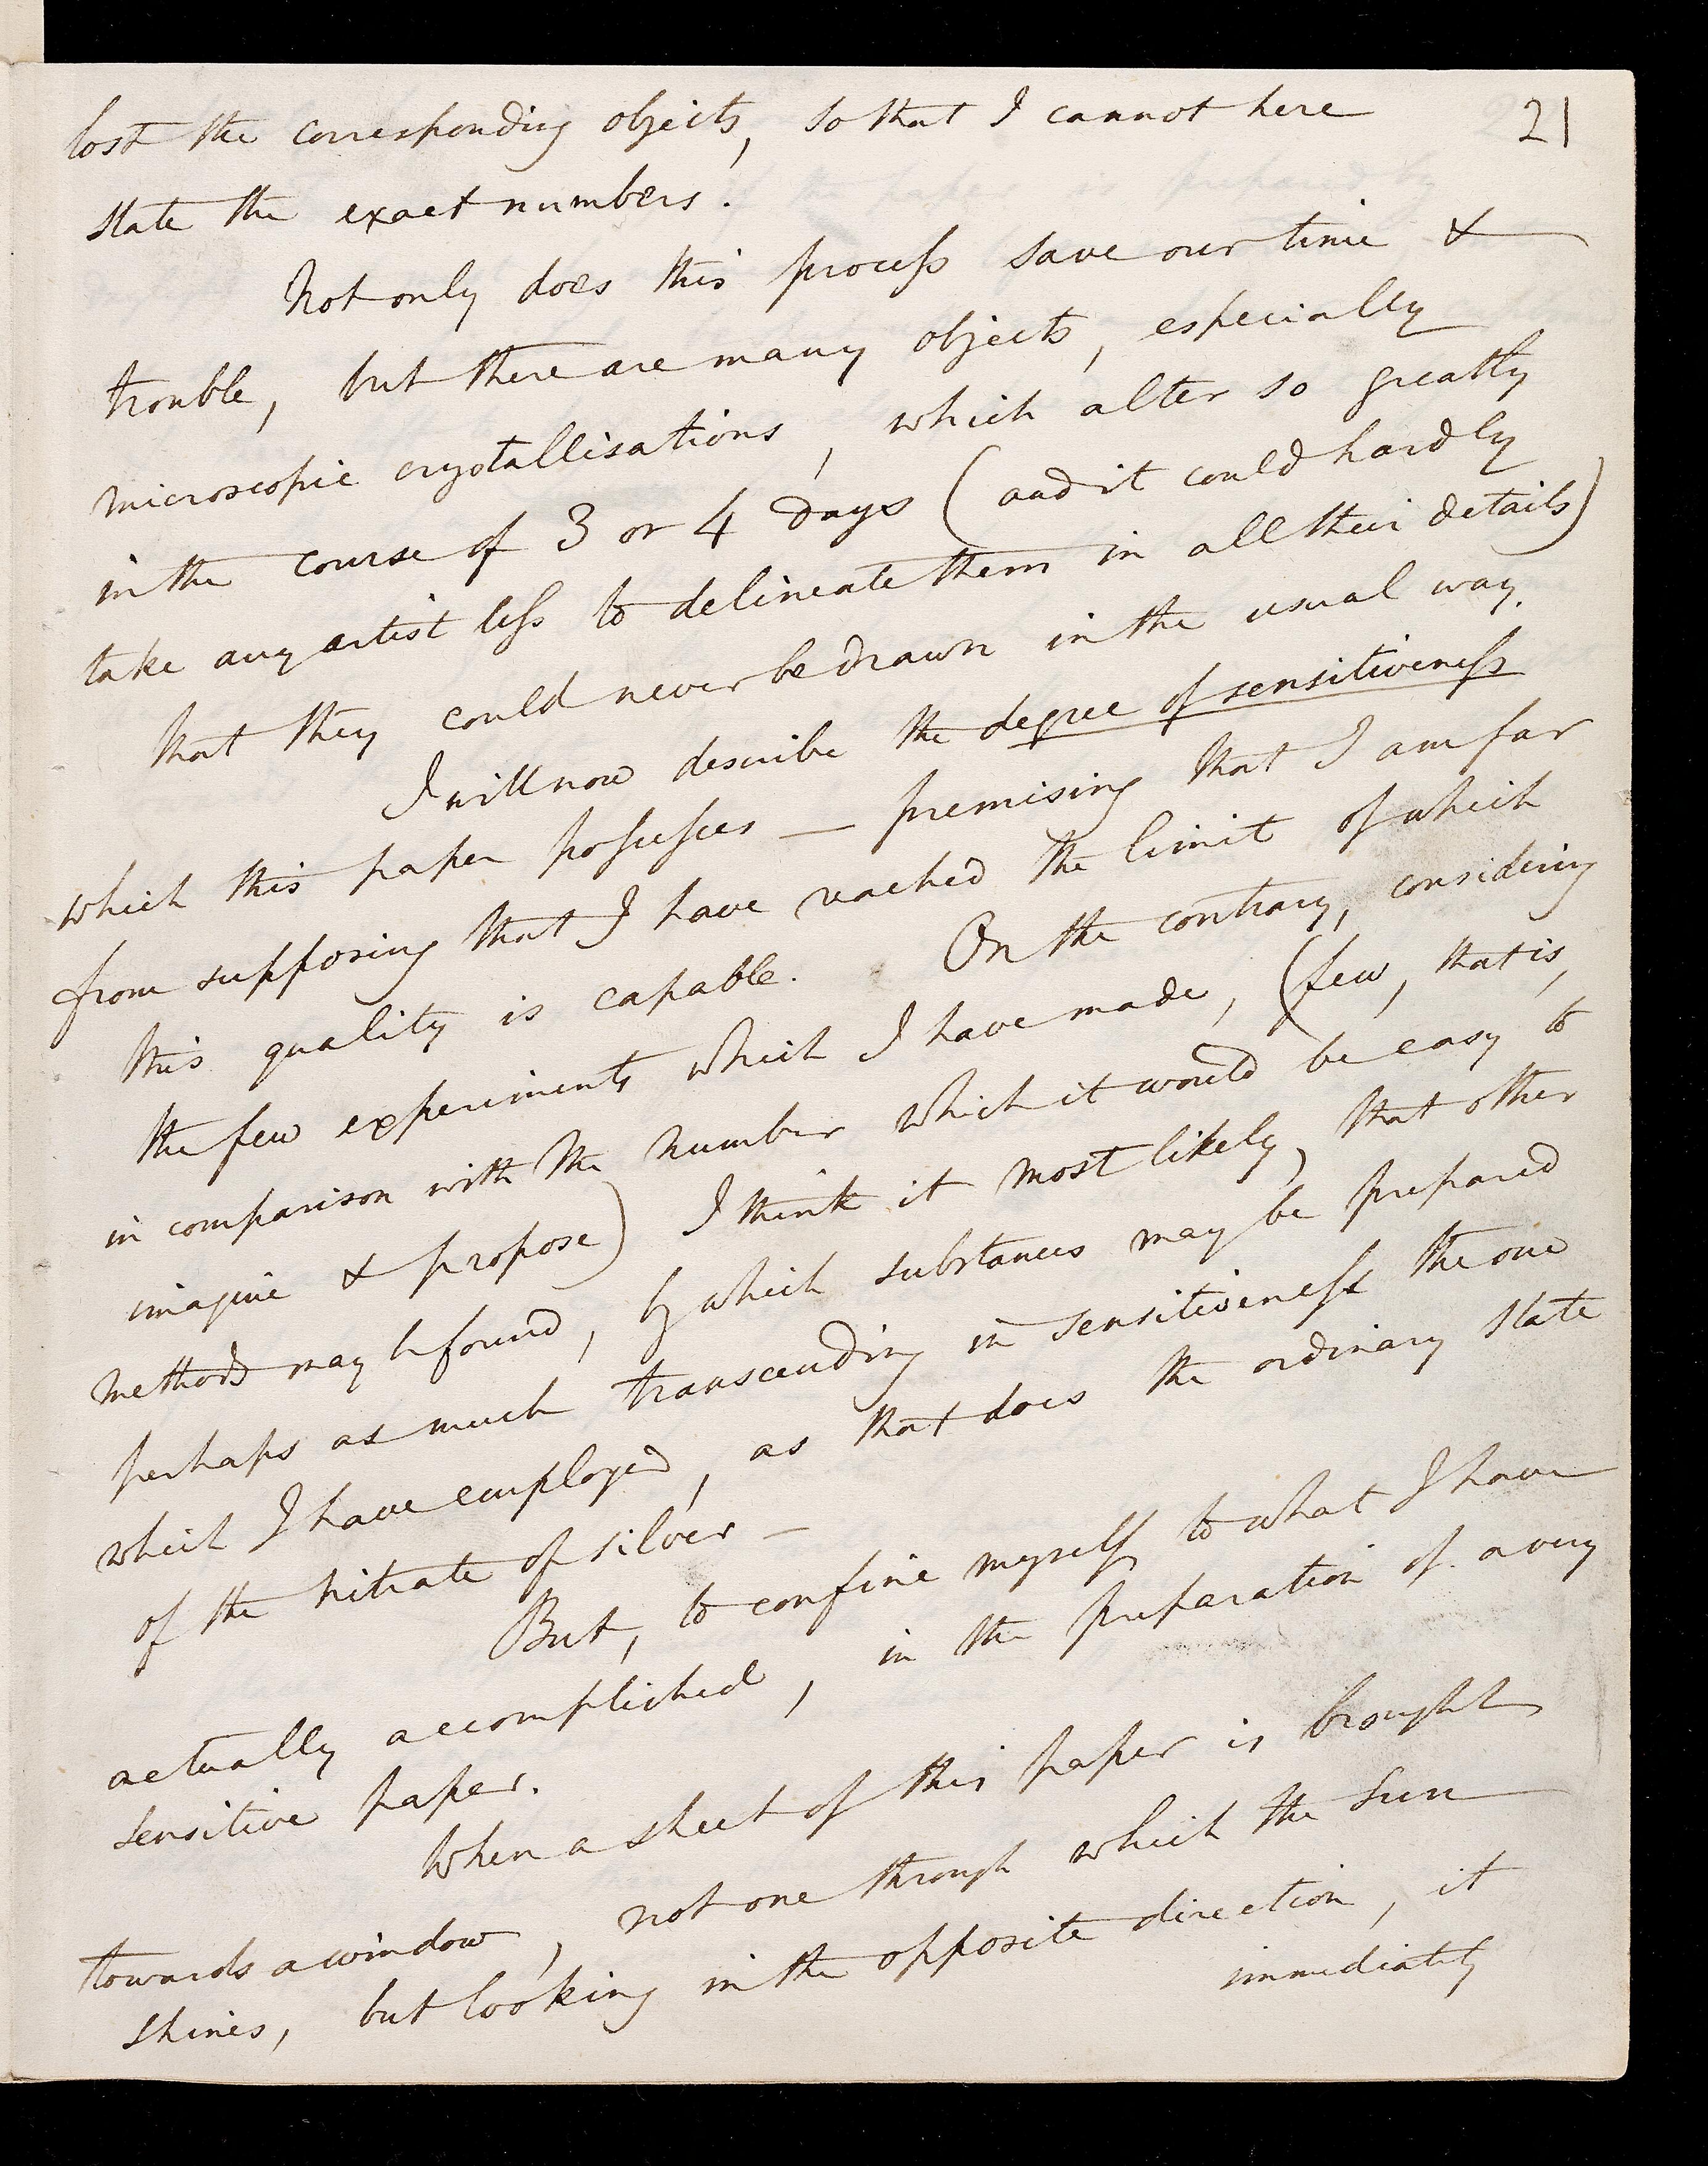 lost the corresponding objects, so that I cannot here 21
state the exact numbers.
Not only does this process save our time &
trouble, but there are many objects, especially
microscopic crystallisations, which alter so greatly
in the course of 3 or 4 days (and it could hardly
take any artist less to delineate them in all their details)
that they could never be drawn in the usual way.
I will now describe the degree of sensitiveness
which this paper possesses — premising that I am far
from supposing that I have reached the limit of which
this quality is capable. On the contrary, considering
the few experiments which I have made, (few, that is,
in comparison with the number which it would be easy to
imagine & propose) I think it most likely, that other
methods may be found, by which substances may be prepared
perhaps as much transcending in sensitiveness the one
which I have employed, as that does the ordinary state
of the nitrate of silver —
But, to confine myself to what I have
actually accomplished, in the preparation of a very
sensitive paper.
When a sheet of this paper is brought
towards a window, not one through which the sun
shines, but looking in the opposite direction, it
immediately